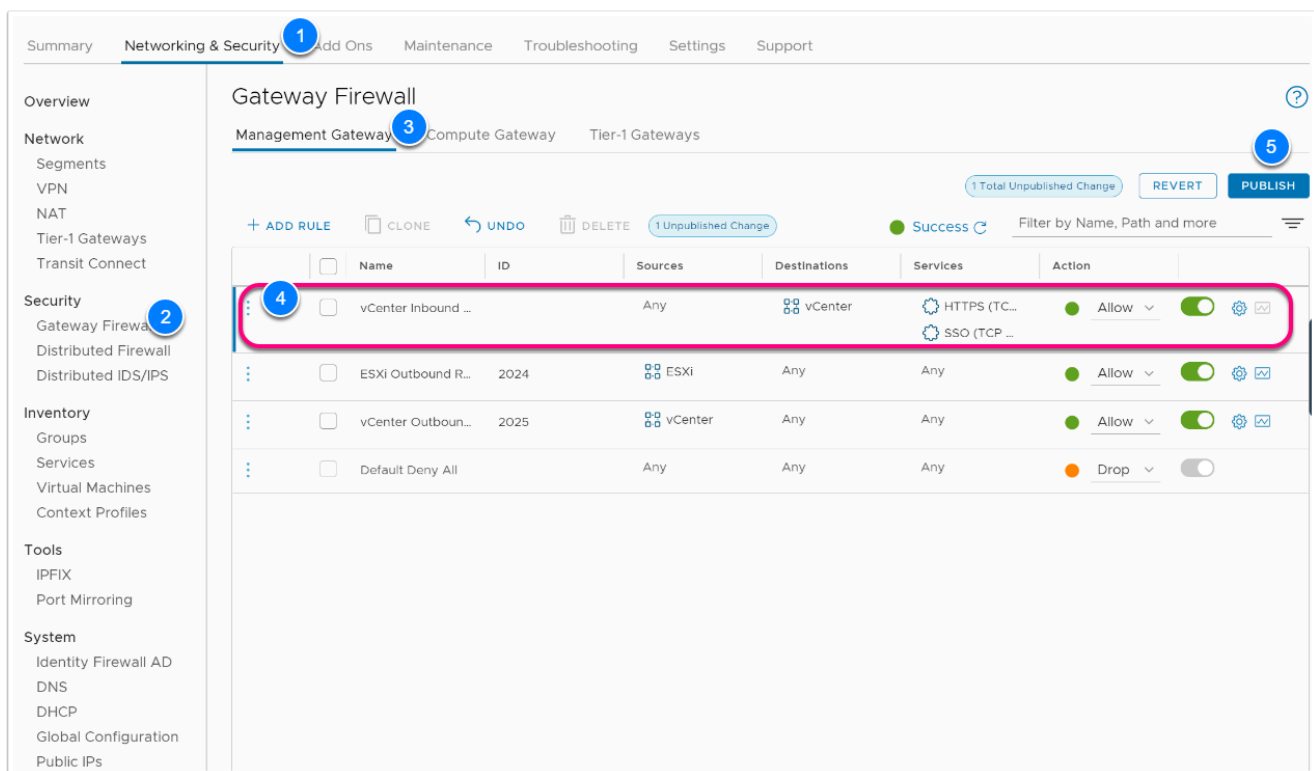 Summary Networking & Security 1 Add Ons Maintenance Troubleshooting Settings Support
Overview
Network
Segments
VPN
NAT
Tier-1 Gateways
Transit Connect
Security
Gateway Firewa 2
Distributed Firewall
Distributed IDS/IPS
Inventory
Groups
Services
Virtual Machines
Context Profiles
Tools
IPFIX
Port Mirroring
System
Identity Firewall AD
DNS
DHCP
Global Configuration
Public IPs
Gateway Firewall ?
Management Gateway 3 Compute Gateway Tier-1 Gateways
5
1 Total Unpublished Change REVERT PUBLISH
+ ADD RULE CLONE UNDO DELETE 1 Unpublished Change Success Filter by Name, Path and more
Name ID Sources Destinations Services Action
4 vCenter Inbound ... Any vCenter HTTPS (TC... Allow
SSO (TCP ...
ESXi Outbound R... 2024 ESXi Any Any Allow
vCenter Outboun... 2025 vCenter Any Any Allow
Default Deny All Any Any Any Drop